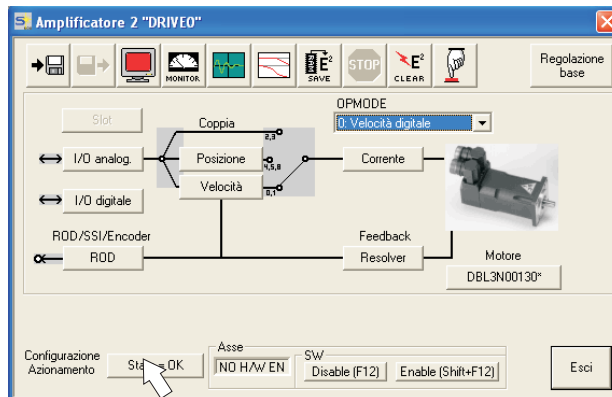 Amplificatore 2 "DRIVE0"
MONITOR
E²
SAVE
STOP
E²
CLEAR
Regolazione
base
OPMODE
0: Velocità digitale
Slot
Coppia
2,3
I/O analog.
Posizione
4,5,8
Corrente
Velocità
0,1
I/O digitale
ROD/SSI/Encoder
ROD
Feedback
Resolver
Motore
DBL3N00130*
Configurazione
Azionamento
OK
Asse
NO H/W EN
SW
Disable (F12)
Enable (Shift+F12)
Esci